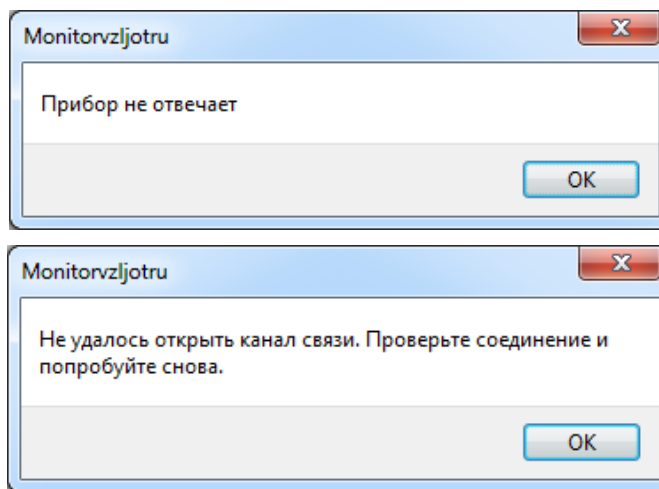 Monitorvzljotru
Прибор не отвечает
OK
Monitorvzljotru
Не удалось открыть канал связи. Проверьте соединение и
попробуйте снова.
OK